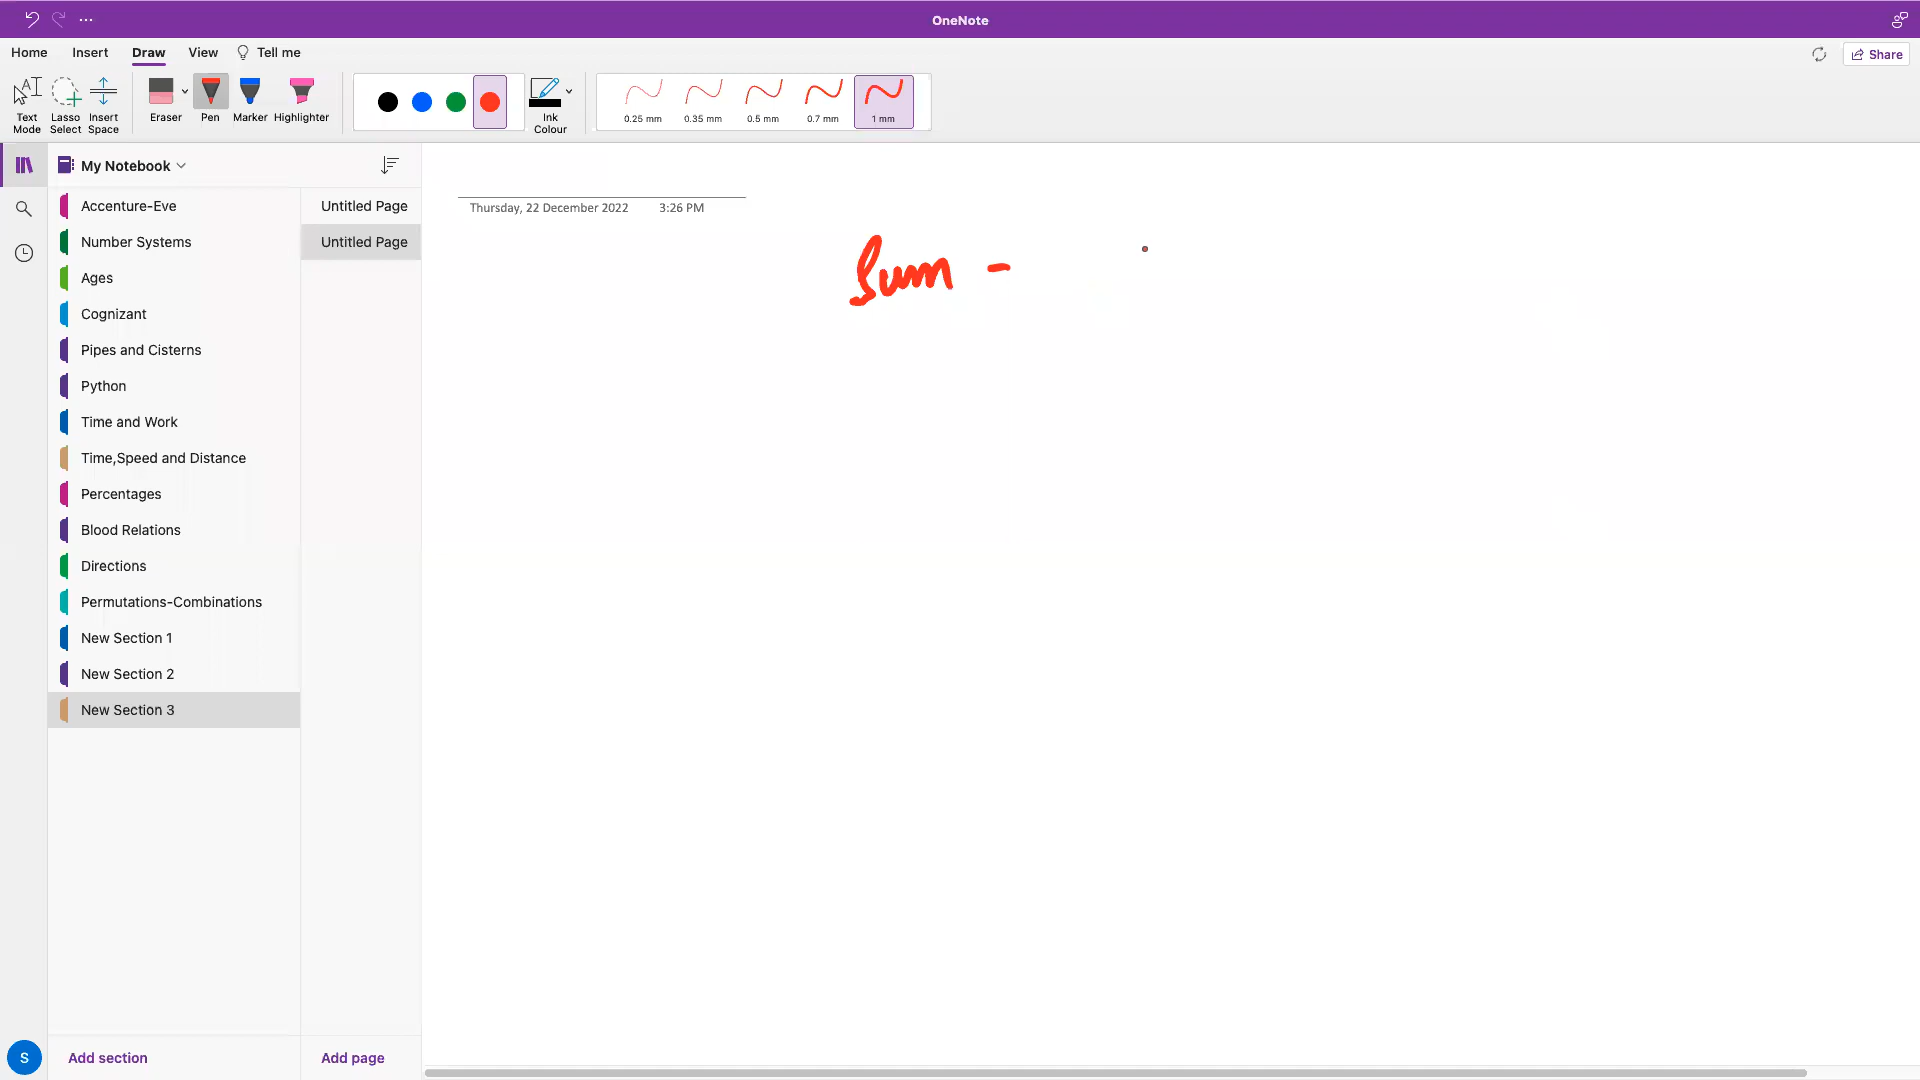 OneNote
Home Insert Draw View Tell me
Share
Text Mode
Lasso Select
Insert Space
Eraser
Pen
Marker
Highlighter
Ink Colour
0.25 mm
0.35 mm
0.5 mm
0.7 mm
1 mm
My Notebook
Accenture-Eve
Number Systems
Ages
Cognizant
Pipes and Cisterns
Python
Time and Work
Time,Speed and Distance
Percentages
Blood Relations
Directions
Permutations-Combinations
New Section 1
New Section 2
New Section 3
Untitled Page
Untitled Page
Thursday, 22 December 2022 3:26 PM
Sum -
S
Add section
Add page